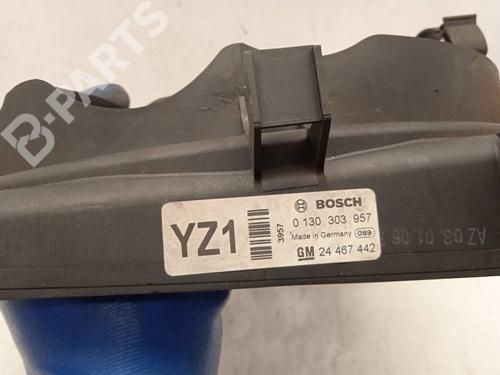 B-PARTS
YZ1
3957
BOSCH
0 130 303 957
Made in Germany 089
GM 24 467 442
AZ 03.01.06